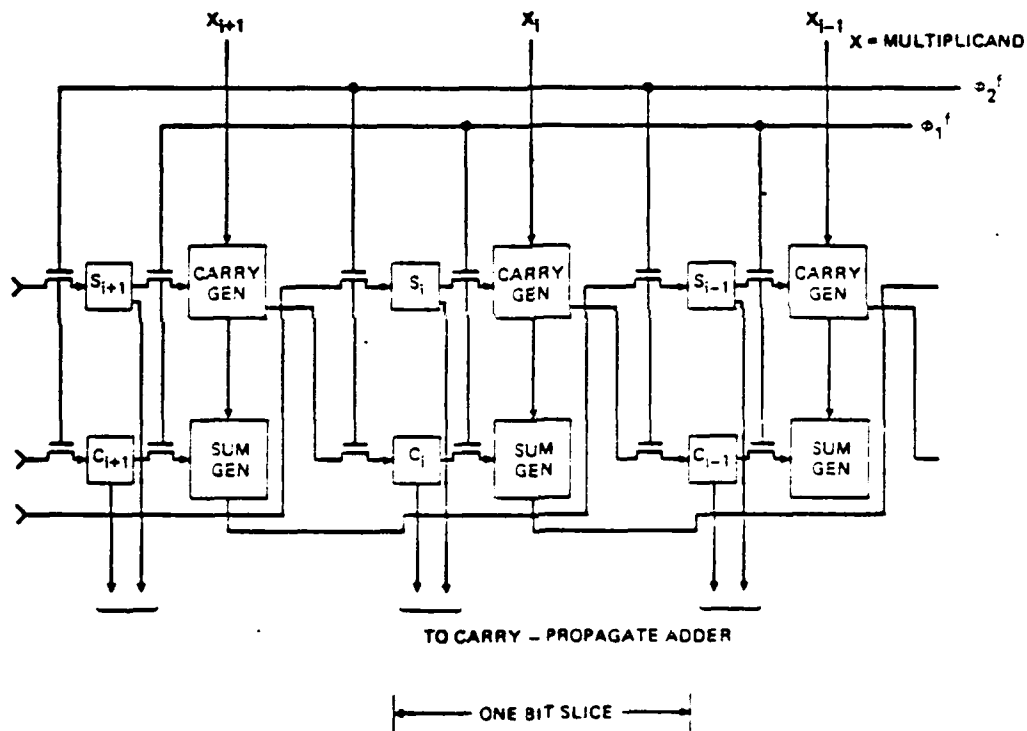 X_{i+1} X_i X_{i-1}
X = MULTIPLICAND
Φ_2^f
Φ_1^f
S_{i+1} CARRY GEN S_i CARRY GEN S_{i-1} CARRY GEN
C_{i+1} SUM GEN C_i SUM GEN C_{i-1} SUM GEN
TO CARRY – PROPAGATE ADDER
ONE BIT SLICE